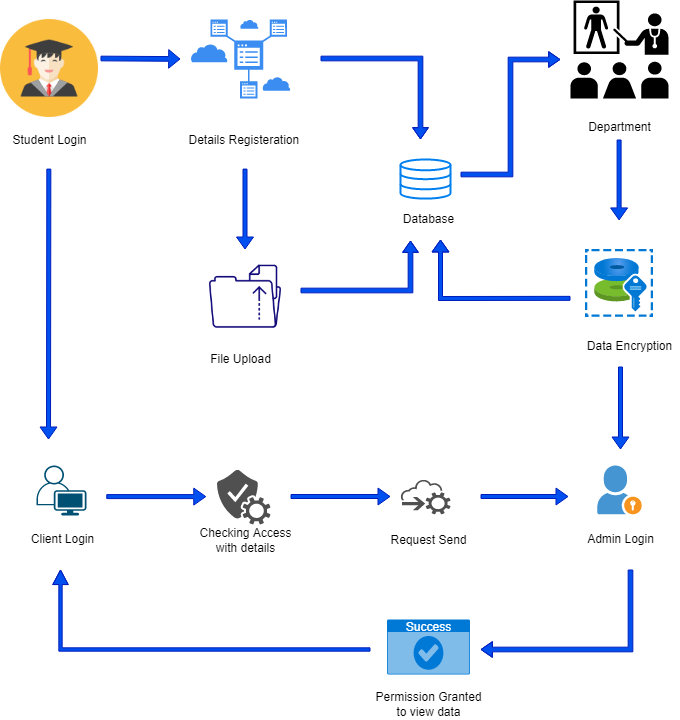 Student Login
Details Registeration
Department
Database
File Upload
Data Encryption
Client Login
Checking Access
with details
Request Send
Admin Login
Success
Permission Granted
to view data